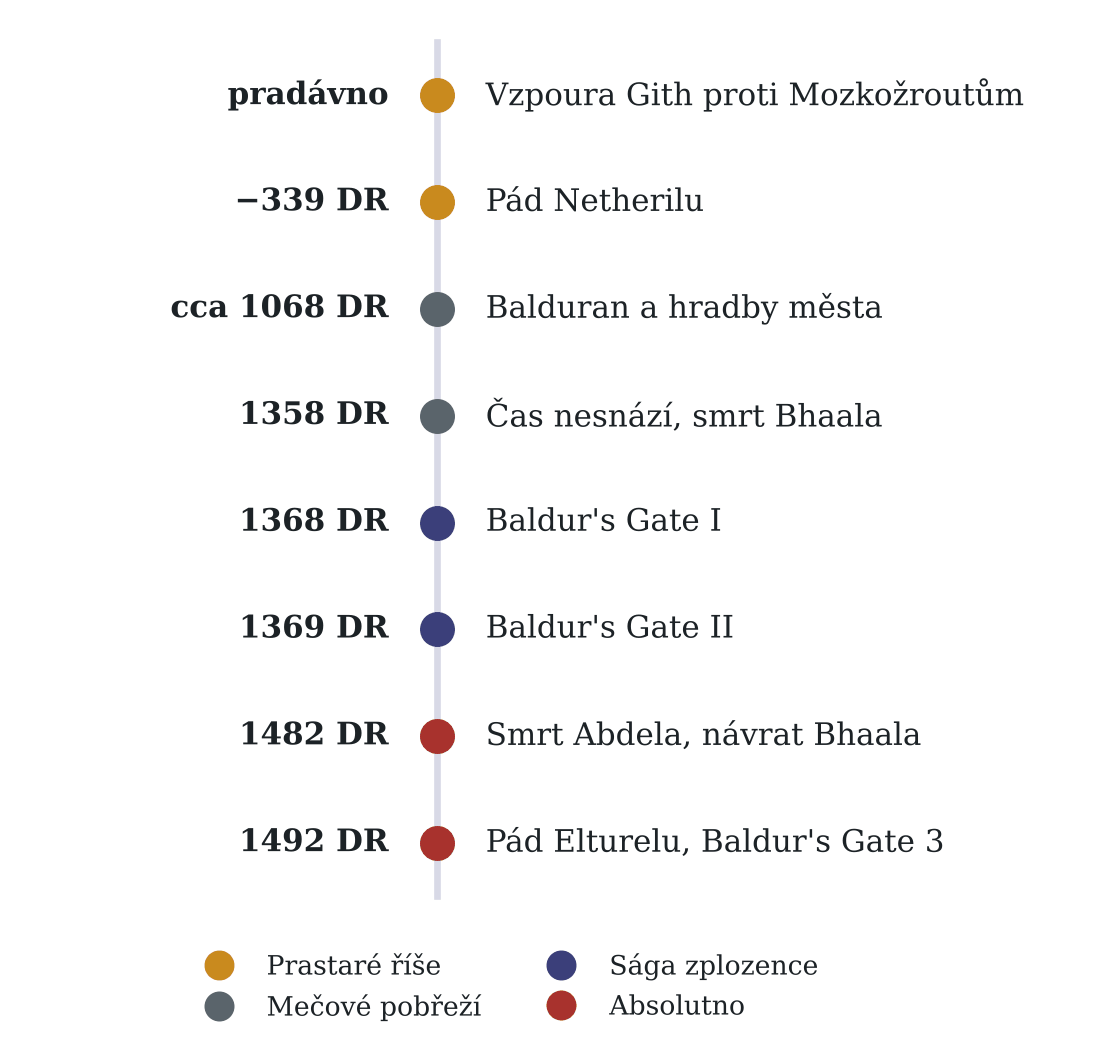 pradávno Vzpoura Gith proti Mozkožroutům
−339 DR Pád Netherilu
cca 1068 DR Balduran a hradby města
1358 DR Čas nesnází, smrt Bhaala
1368 DR Baldur's Gate I
1369 DR Baldur's Gate II
1482 DR Smrt Abdela, návrat Bhaala
1492 DR Pád Elturelu, Baldur's Gate 3
Prastaré říše Sága zplozence
Mečové pobřeží Absolutno